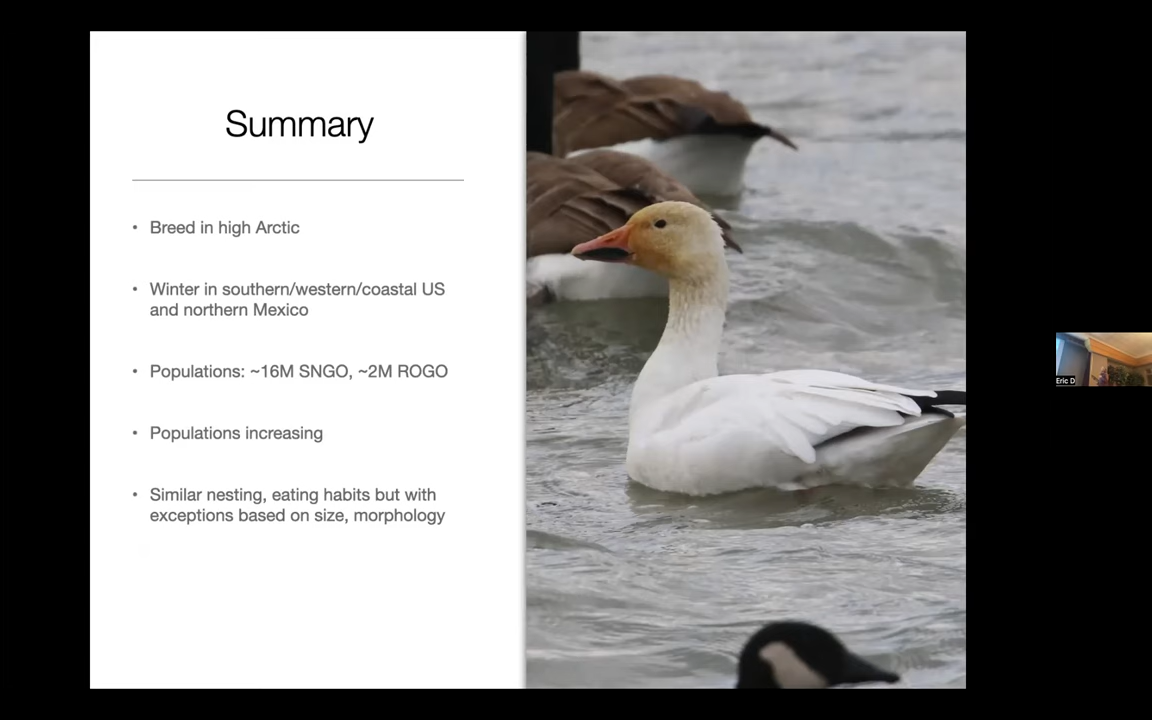 Summary
• Breed in high Arctic
• Winter in southern/western/coastal US
and northern Mexico
• Populations: ~16M SNGO, ~2M ROGO
• Populations increasing
• Similar nesting, eating habits but with
exceptions based on size, morphology
Eric D